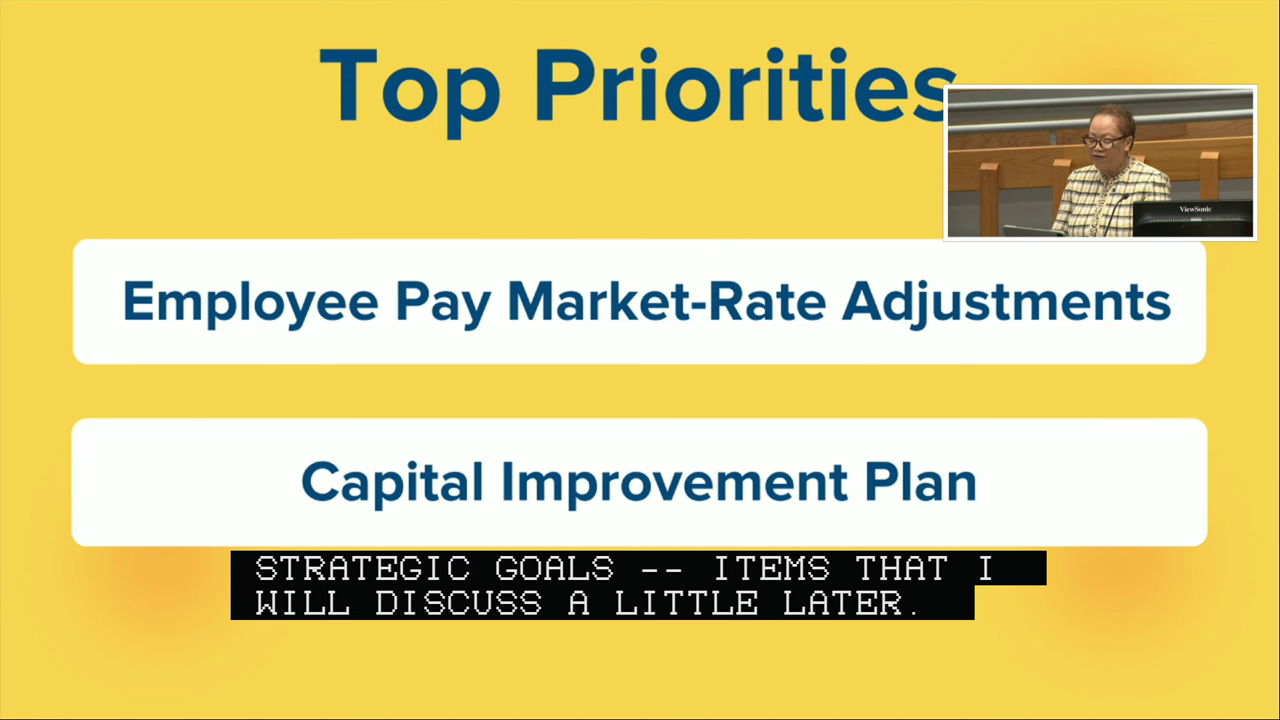 Top Priorities
ViewSonic
Employee Pay Market-Rate Adjustments
Capital Improvement Plan
STRATEGIC GOALS -- ITEMS THAT I
WILL DISCUSS A LITTLE LATER.